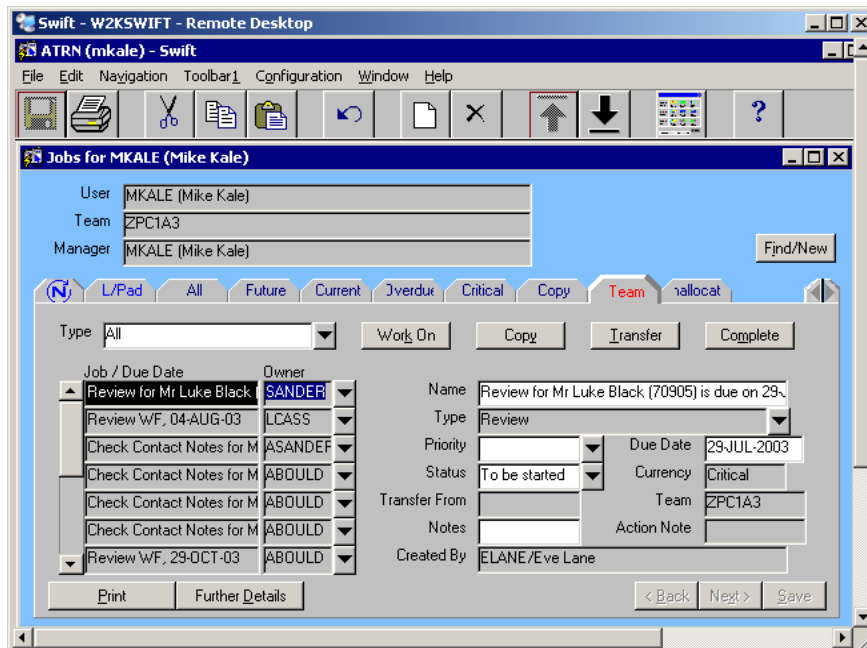 Swift - W2KSWIFT - Remote Desktop
ATRN (mkale) - Swift
File Edit Navigation Toolbar1 Configuration Window Help
?
Jobs for MKALE (Mike Kale)
User MKALE (Mike Kale)
Team ZPC1A3
Manager MKALE (Mike Kale)
Find/New
N L/Pad All Future Current Overdue Critical Copy Team nallocat
Type All Work On Copy Transfer Complete
Job / Due Date Owner
Review for Mr Luke Black ( SANDER Name Review for Mr Luke Black (70905) is due on 29-
Review WF, 04-AUG-03 LCASS Type Review
Check Contact Notes for M ASANDEF Priority Due Date 29-JUL-2003
Check Contact Notes for M ABOULD Status To be started Currency Critical
Check Contact Notes for M ABOULD Transfer From Team ZPC1A3
Check Contact Notes for M ABOULD Notes Action Note
Review WF, 29-OCT-03 ABOULD Created By ELANE/Eve Lane
Print Further Details < Back Next > Save